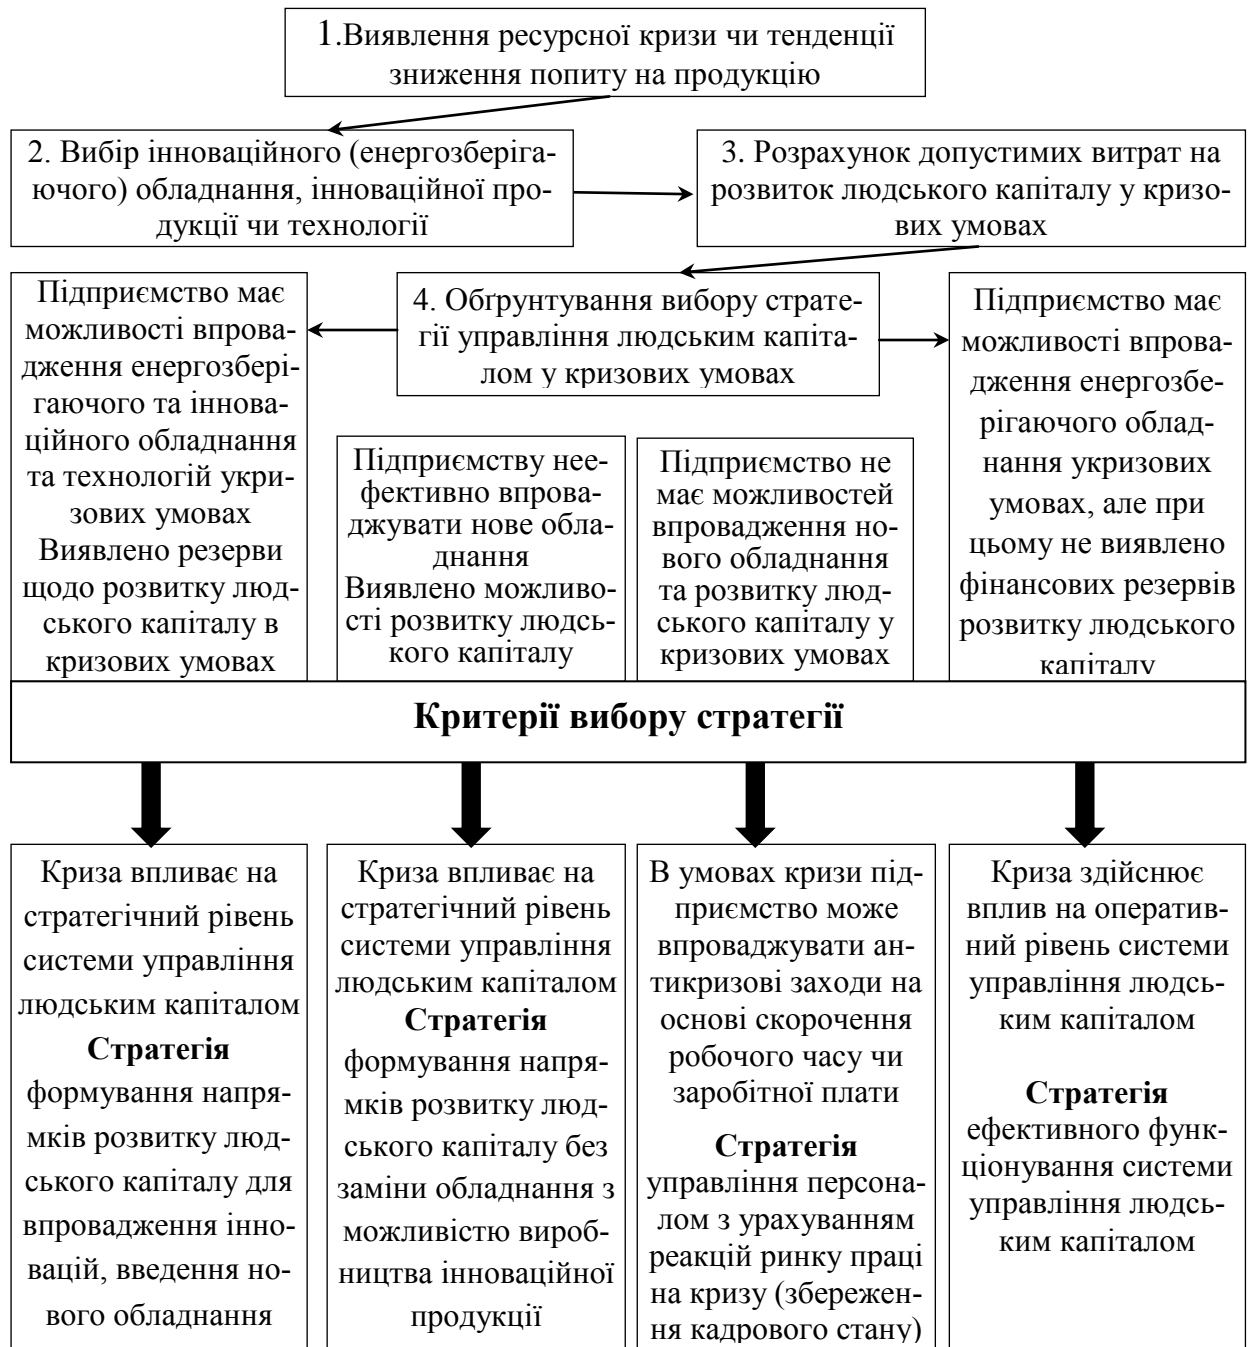 1.Виявлення ресурсної кризи чи тенденції
зниження попиту на продукцію
2. Вибір інноваційного (енергозберіга-
ючого) обладнання, інноваційної про-
дукції чи технології
3. Розрахунок допустимих витрат на
розвиток людського капіталу у кризо-
вих умовах
4. Обґрунтування вибору страте-
гії управління людським капіта-
лом у кризових умовах
Підприємство має
можливості впрова-
дження енергозбері-
гаючого та іннова-
ційного обладнання
та технологій укри-
зових умовах
Виявлено резерви
щодо розвитку люд-
ського капіталу в
кризових умовах
Підприємству нее-
фективно впрова-
джувати нове обла-
днання
Виявлено можливо-
сті розвитку людсь-
кого капіталу
Підприємство не
має можливостей
впровадження но-
вого обладнання
та розвитку люд-
ського капіталу у
кризових умовах
Підприємство має
можливості впрова-
дження енергозбе-
рігаючого облад-
нання укризових
умовах, але при
цьому не виявлено
фінансових резервів
розвитку людського
капіталу
Критерії вибору стратегії
Криза впливає на
стратегічний рівень
системи управління
людським капіталом
Стратегія
формування напря-
мків розвитку люд-
ського капіталу для
впровадження інно-
вацій, введення но-
вого обладнання
Криза впливає на
стратегічний рівень
системи управління
людським капіталом
Стратегія
формування напря-
мків розвитку люд-
ського капіталу без
заміни обладнання з
можливістю вироб-
ництва інноваційної
продукції
В умовах кризи під-
приємство може
впроваджувати ан-
тикризові заходи на
основі скорочення
робочого часу чи
заробітної плати
Стратегія
управління персона-
лом з урахуванням
реакцій ринку праці
на кризу (збережен-
ня кадрового стану)
Криза здійснює
вплив на оператив-
ний рівень системи
управління людсь-
ким капіталом
Стратегія
ефективного функ-
ціонування системи
управління людсь-
ким капіталом